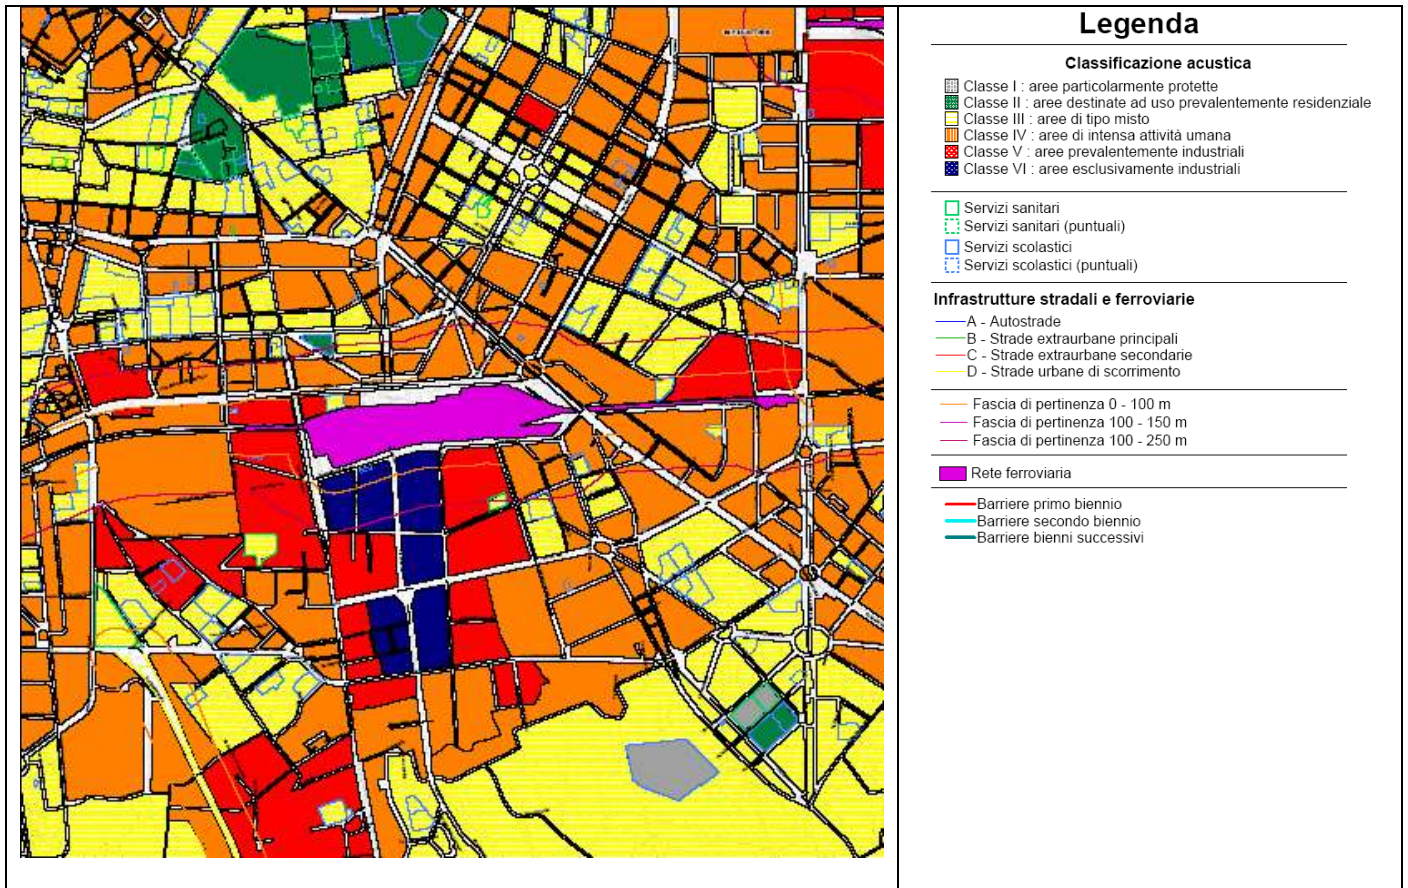 Legenda
Classificazione acustica
Classe I : aree particolarmente protette
Classe II : aree destinate ad uso prevalentemente residenziale
Classe III : aree di tipo misto
Classe IV : aree di intensa attività umana
Classe V : aree prevalentemente industriali
Classe VI : aree esclusivamente industriali
Servizi sanitari
Servizi sanitari (puntuali)
Servizi scolastici
Servizi scolastici (puntuali)
Infrastrutture stradali e ferroviarie
A - Autostrade
B - Strade extraurbane principali
C - Strade extraurbane secondarie
D - Strade urbane di scorrimento
Fascia di pertinenza 0 - 100 m
Fascia di pertinenza 100 - 150 m
Fascia di pertinenza 100 - 250 m
Rete ferroviaria
Barriere primo biennio
Barriere secondo biennio
Barriere bienni successivi